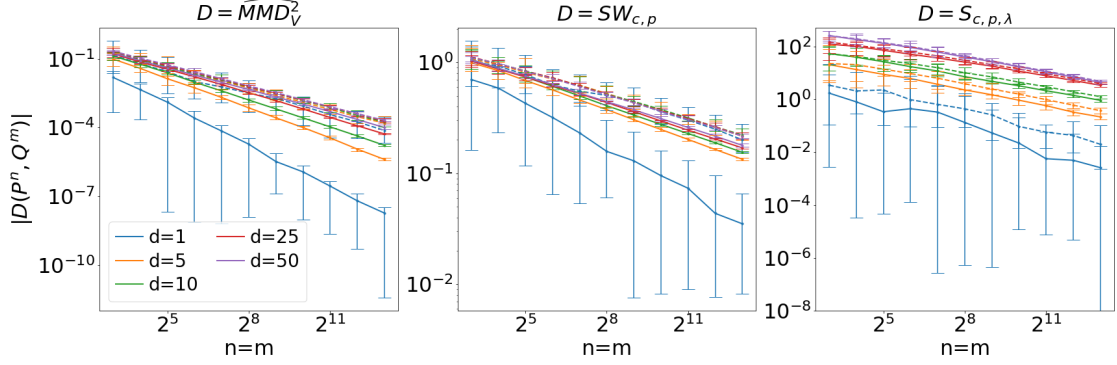 D = \widehat{MMD}^2_V
D = SW_{c,p}
D = S_{c,p,λ}
|D(P^n, Q^m)|
10^{-1}
10^{-4}
10^{-7}
10^{-10}
d=1
d=5
d=10
d=25
d=50
2^5
2^8
2^{11}
n=m
10^0
10^{-1}
10^{-2}
2^5
2^8
2^{11}
n=m
10^2
10^0
10^{-2}
10^{-4}
10^{-6}
10^{-8}
2^5
2^8
2^{11}
n=m